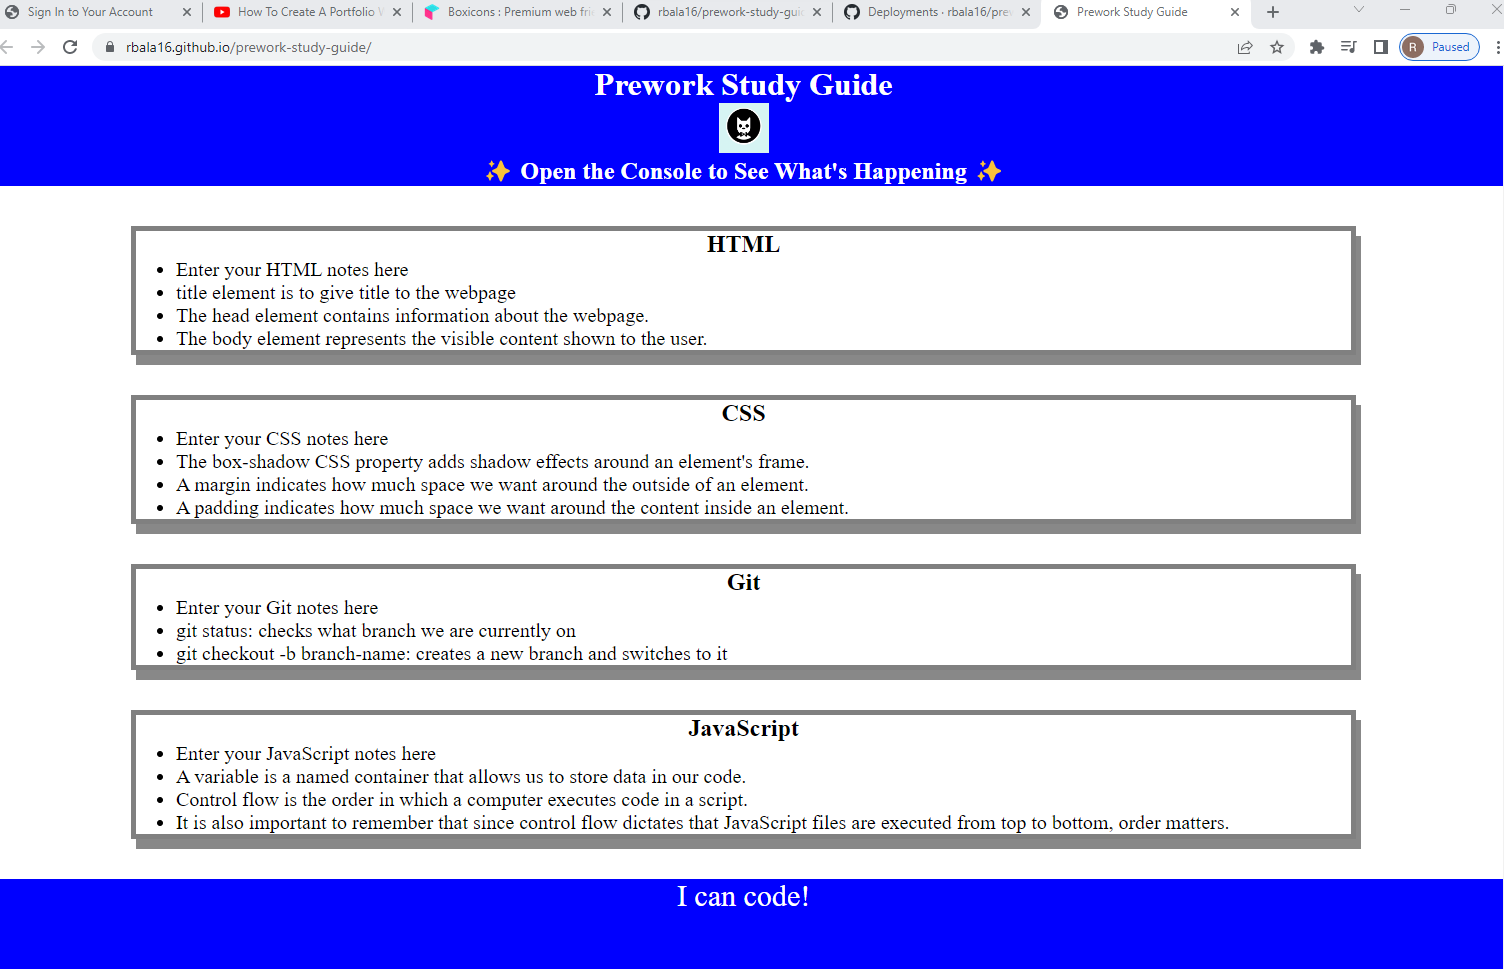 Sign In to Your Account
How To Create A Portfolio
Boxicons : Premium web
rbala16/prework-study-
Deployments · rbala16/
Prework Study Guide
rbala16.github.io/prework-study-guide/
R Paused
Prework Study Guide
✨ Open the Console to See What's Happening ✨
HTML
• Enter your HTML notes here
• title element is to give title to the webpage
• The head element contains information about the webpage.
• The body element represents the visible content shown to the user.
CSS
• Enter your CSS notes here
• The box-shadow CSS property adds shadow effects around an element's frame.
• A margin indicates how much space we want around the outside of an element.
• A padding indicates how much space we want around the content inside an element.
Git
• Enter your Git notes here
• git status: checks what branch we are currently on
• git checkout -b branch-name: creates a new branch and switches to it
JavaScript
• Enter your JavaScript notes here
• A variable is a named container that allows us to store data in our code.
• Control flow is the order in which a computer executes code in a script.
• It is also important to remember that since control flow dictates that JavaScript files are executed from top to bottom, order matters.
I can code!